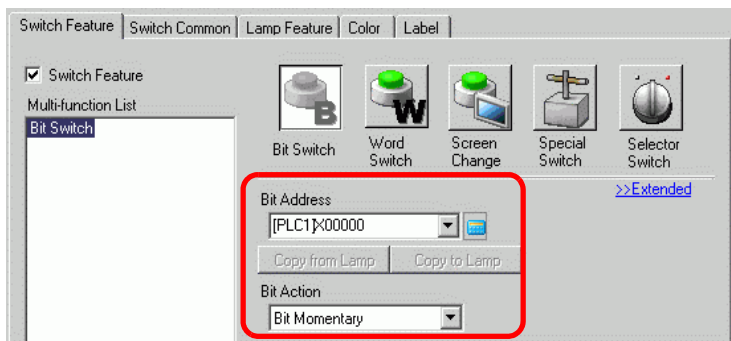 Switch Feature Switch Common Lamp Feature Color Label
Switch Feature
Multi-function List
Bit Switch
B
W
Bit Switch
Word Switch
Screen Change
Special Switch
Selector Switch
>>Extended
Bit Address
[PLC1]X00000
Copy from Lamp Copy to Lamp
Bit Action
Bit Momentary